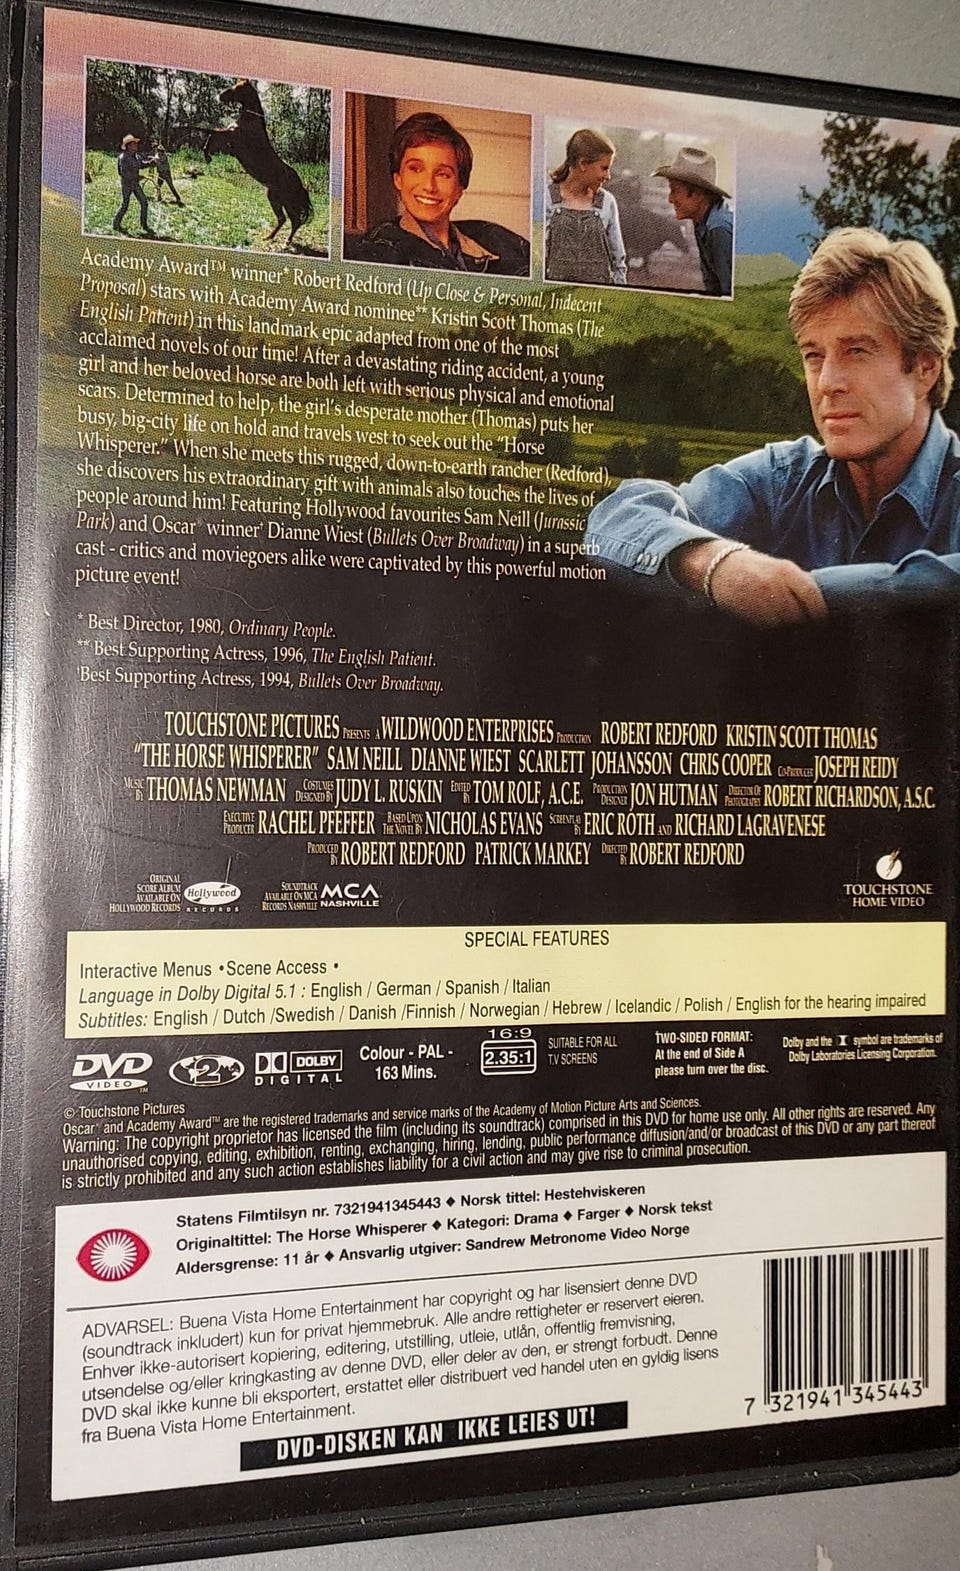 Academy Award™ winner* Robert Redford (Up Close & Personal, Indecent
Proposal) stars with Academy Award nominee** Kristin Scott Thomas (The
English Patient) in this landmark epic adapted from one of the most
acclaimed novels of our time! After a devastating riding accident, a young
girl and her beloved horse are both left with serious physical and emotional
scars. Determined to help, the girl's desperate mother (Thomas) puts her
busy, big-city life on hold and travels west to seek out the "Horse
Whisperer." When she meets this rugged, down-to-earth rancher (Redford),
she discovers his extraordinary gift with animals also touches the lives of
people around him! Featuring Hollywood favourites Sam Neill (Jurassic
Park) and Oscar® winner† Dianne Wiest (Bullets Over Broadway) in a superb
cast - critics and moviegoers alike were captivated by this powerful motion
picture event!
* Best Director, 1980, Ordinary People.
** Best Supporting Actress, 1996, The English Patient.
†Best Supporting Actress, 1994, Bullets Over Broadway.
TOUCHSTONE PICTURES PRESENTS A WILDWOOD ENTERPRISES PRODUCTION ROBERT REDFORD KRISTIN SCOTT THOMAS
"THE HORSE WHISPERER" SAM NEILL DIANNE WIEST SCARLETT JOHANSSON CHRIS COOPER CO-PRODUCER JOSEPH REIDY
MUSIC BY THOMAS NEWMAN COSTUMES DESIGNED BY JUDY L. RUSKIN EDITED BY TOM ROLF, A.C.E. PRODUCTION DESIGNER JON HUTMAN DIRECTOR OF PHOTOGRAPHY ROBERT RICHARDSON, A.S.C.
EXECUTIVE PRODUCER RACHEL PFEFFER BASED UPON THE NOVEL BY NICHOLAS EVANS SCREENPLAY BY ERIC ROTH AND RICHARD LAGRAVENESE
PRODUCED BY ROBERT REDFORD PATRICK MARKEY DIRECTED BY ROBERT REDFORD
ORIGINAL
SCORE ALBUM
AVAILABLE ON
HOLLYWOOD RECORDS
Hollywood
RECORDS
SOUNDTRACK
AVAILABLE ON MCA
RECORDS NASHVILLE
MCA
NASHVILLE
TOUCHSTONE
HOME VIDEO
SPECIAL FEATURES
Interactive Menus • Scene Access •
Language in Dolby Digital 5.1 : English / German / Spanish / Italian
Subtitles: English / Dutch /Swedish / Danish /Finnish / Norwegian / Hebrew / Icelandic / Polish / English for the hearing impaired
DVD
VIDEO ™
2
DOLBY
DIGITAL
Colour - PAL -
163 Mins.
16:9
2.35:1
SUITABLE FOR ALL
T.V SCREENS
TWO-SIDED FORMAT:
At the end of Side A
please turn over the disc.
Dolby and the symbol are trademarks of
Dolby Laboratories Licensing Corporation.
© Touchstone Pictures
Oscar® and Academy Award™ are the registered trademarks and service marks of the Academy of Motion Picture Arts and Sciences.
Warning: The copyright proprietor has licensed the film (including its soundtrack) comprised in this DVD for home use only. All other rights are reserved. Any
unauthorised copying, editing, exhibition, renting, exchanging, hiring, lending, public performance diffusion/and/or broadcast of this DVD or any part thereof
is strictly prohibited and any such action establishes liability for a civil action and may give rise to criminal prosecution.
Statens Filmtilsyn nr. 7321941345443 ♦ Norsk tittel: Hestehviskeren
Originaltittel: The Horse Whisperer ♦ Kategori: Drama ♦ Farger ♦ Norsk tekst
Aldersgrense: 11 år ♦ Ansvarlig utgiver: Sandrew Metronome Video Norge
ADVARSEL: Buena Vista Home Entertainment har copyright og har lisensiert denne DVD
(soundtrack inkludert) kun for privat hjemmebruk. Alle andre rettigheter er reservert eieren.
Enhver ikke-autorisert kopiering, editering, utstilling, utleie, utlån, offentlig fremvisning,
utsendelse og/eller kringkasting av denne DVD, eller deler av den, er strengt forbudt. Denne
DVD skal ikke kunne bli eksportert, erstattet eller distribuert ved handel uten en gyldig lisens
fra Buena Vista Home Entertainment.
DVD-DISKEN KAN IKKE LEIES UT!
7 321941 345443